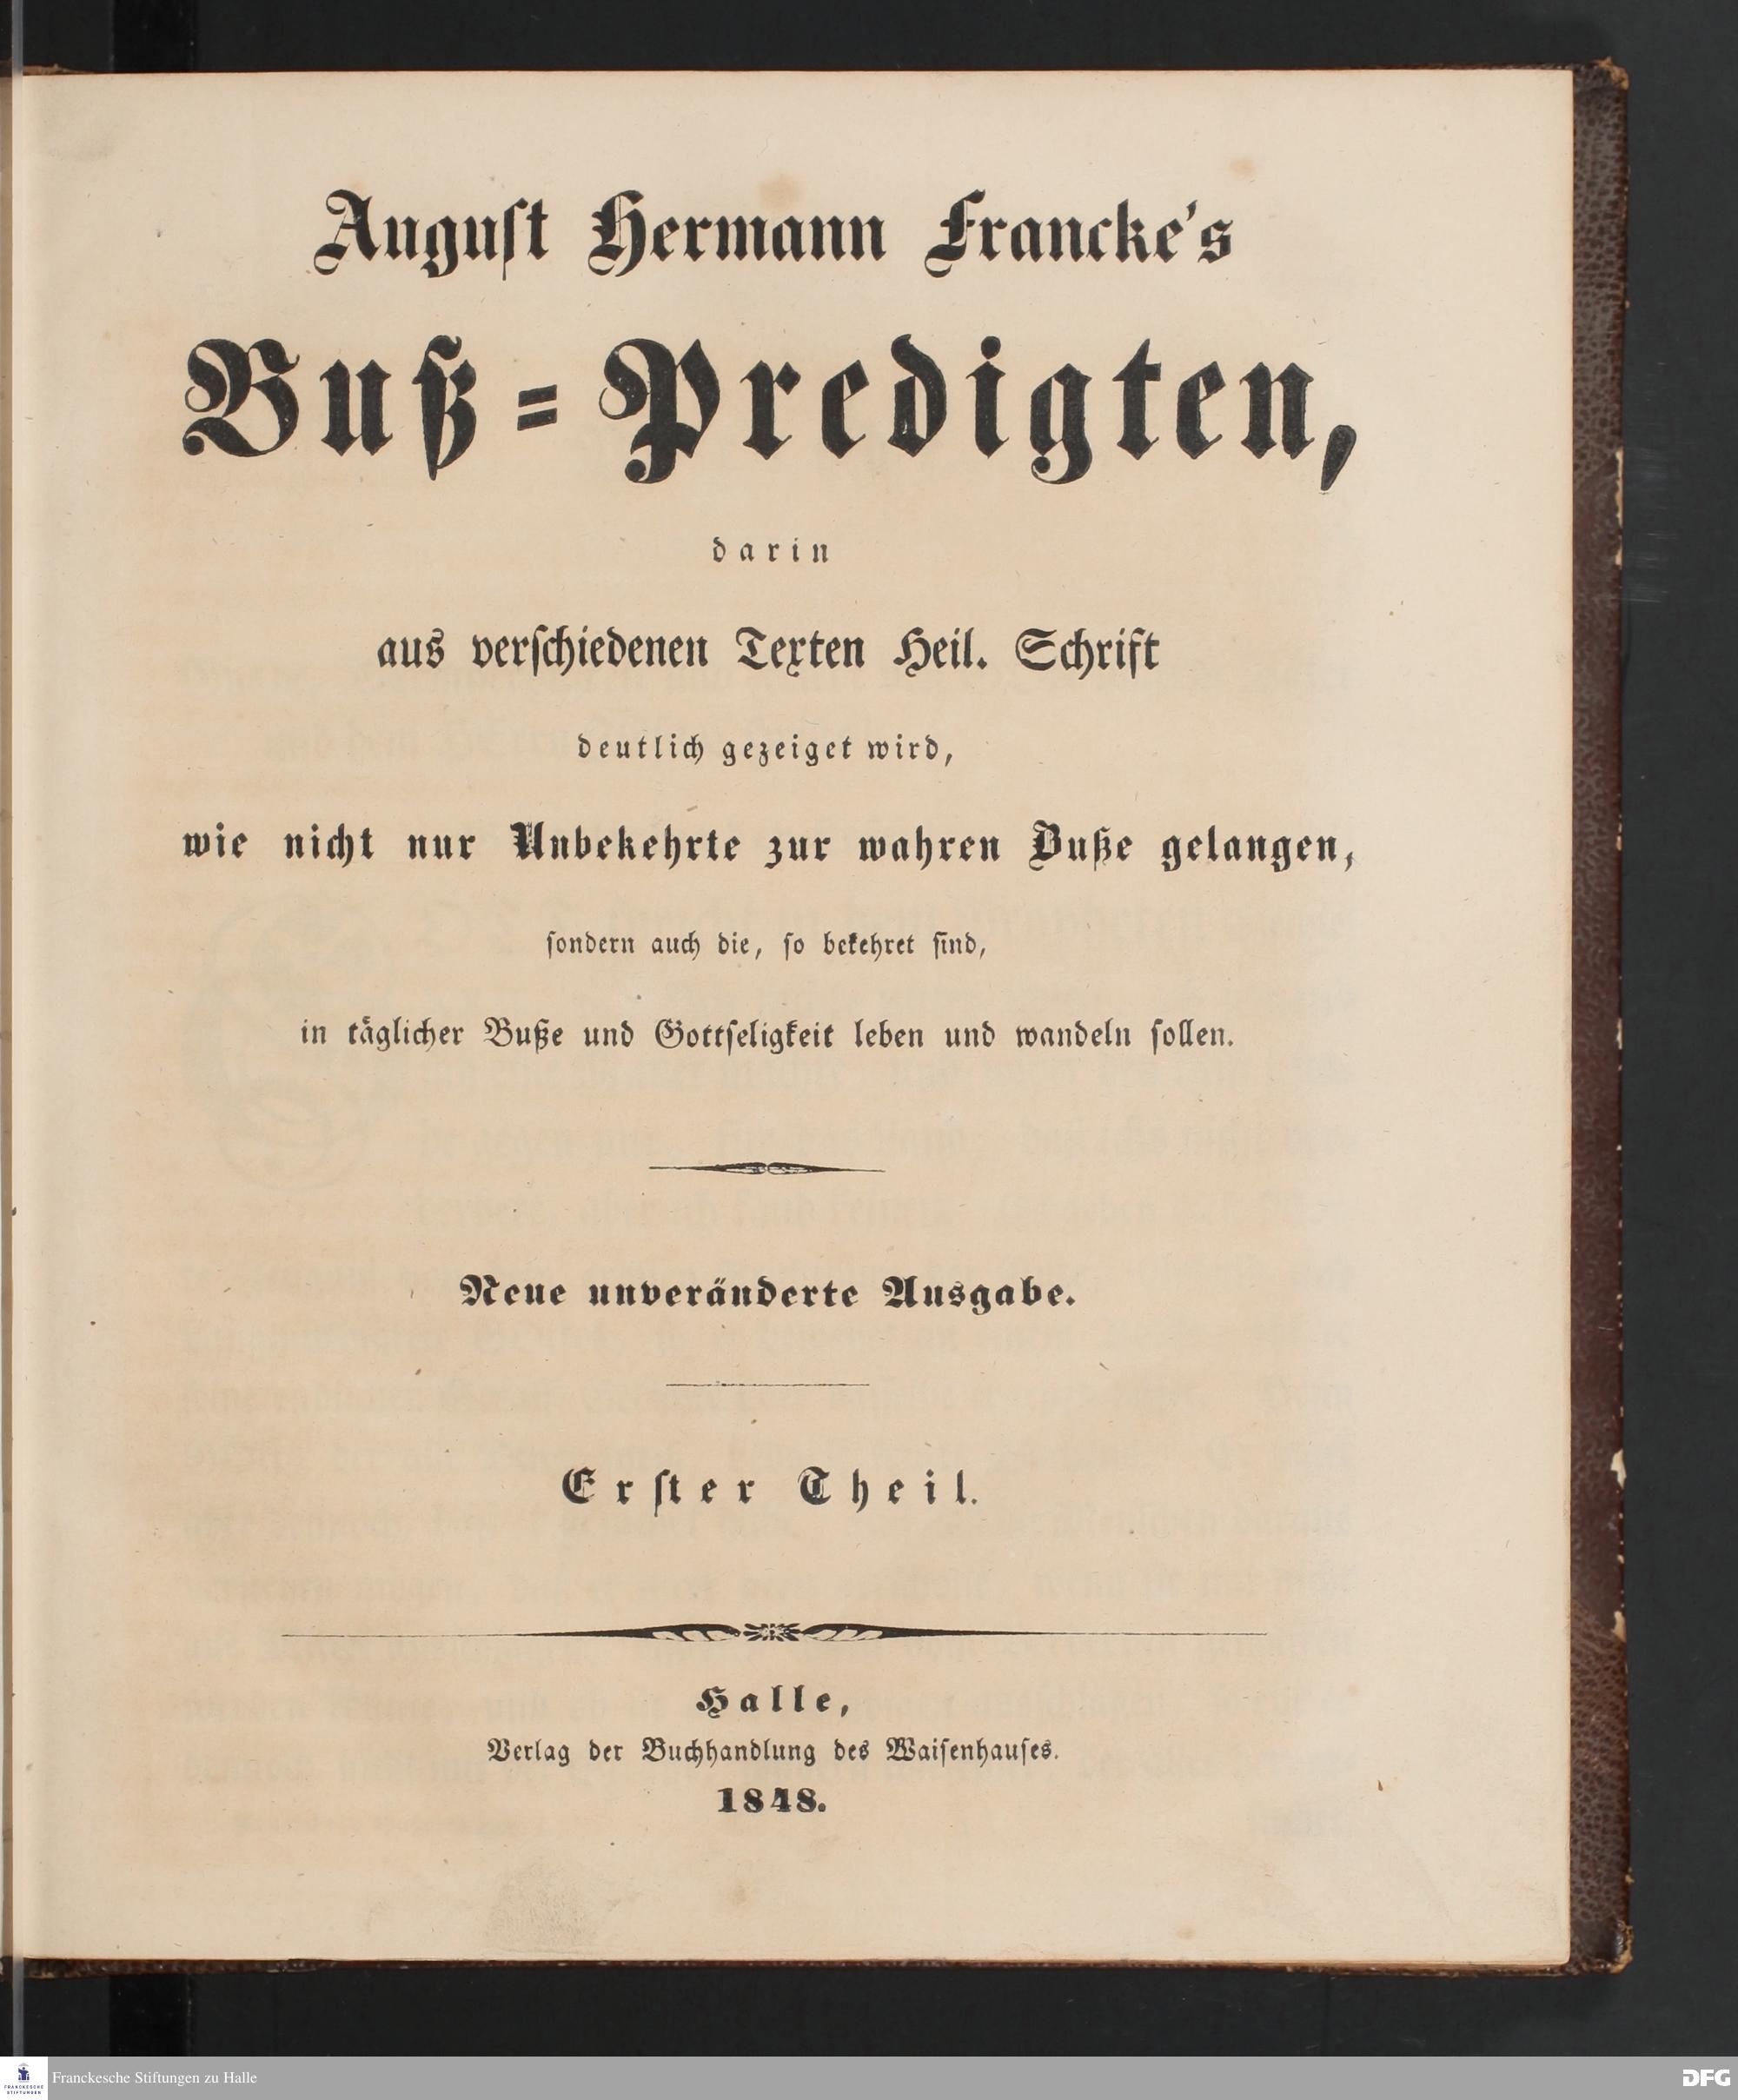 August Hermann Francke's
Buß=Predigten,
darin
aus verschiedenen Texten Heil. Schrift
deutlich gezeiget wird,
wie nicht nur Unbekehrte zur wahren Buße gelangen,
sondern auch die, so bekehret sind,
in täglicher Buße und Gottseligkeit leben und wandeln sollen.
Neue unveränderte Ausgabe.
Erster Theil.
Halle,
Verlag der Buchhandlung des Waisenhauses.
1848.
FRANCKESCHE
STIFTUNGEN
Franckesche Stiftungen zu Halle
DFG